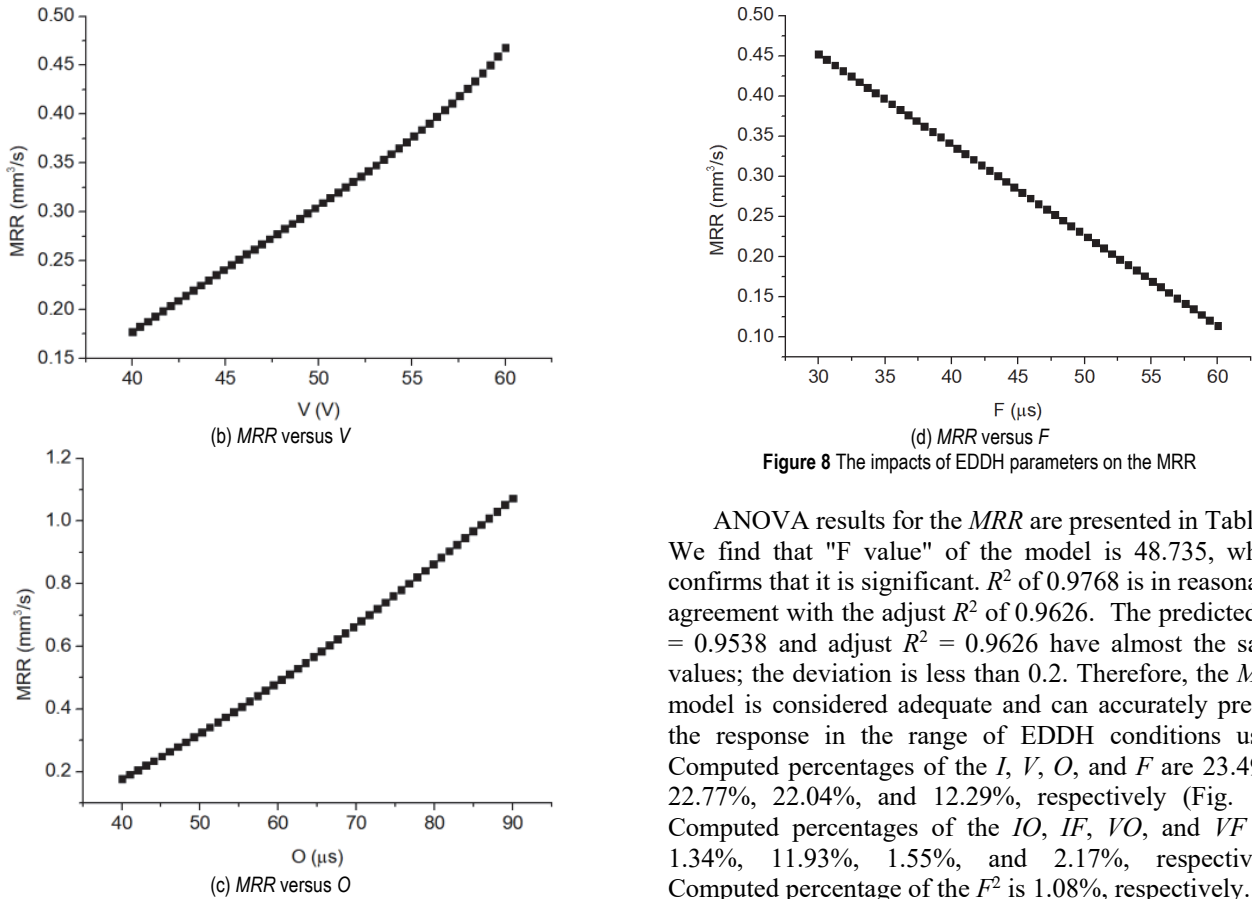 0.50
0.45
0.40
0.35
0.30
0.25
0.20
0.15
MRR (mm³/s)
40 45 50 55 60
V (V)
(b) MRR versus V
1.2
1.0
0.8
0.6
0.4
0.2
MRR (mm³/s)
40 50 60 70 80 90
O (μs)
(c) MRR versus O
0.50
0.45
0.40
0.35
0.30
0.25
0.20
0.15
0.10
MRR (mm³/s)
30 35 40 45 50 55 60
F (μs)
(d) MRR versus F
Figure 8 The impacts of EDDH parameters on the MRR
ANOVA results for the MRR are presented in Tabl
We find that "F value" of the model is 48.735, wh
confirms that it is significant. R² of 0.9768 is in reasona
agreement with the adjust R² of 0.9626. The predicted
= 0.9538 and adjust R² = 0.9626 have almost the sa
values; the deviation is less than 0.2. Therefore, the M
model is considered adequate and can accurately pre
the response in the range of EDDH conditions us
Computed percentages of the I, V, O, and F are 23.49
22.77%, 22.04%, and 12.29%, respectively (Fig.
Computed percentages of the IO, IF, VO, and VF
1.34%, 11.93%, 1.55%, and 2.17%, respectiv
Computed percentage of the F² is 1.08%, respectively.